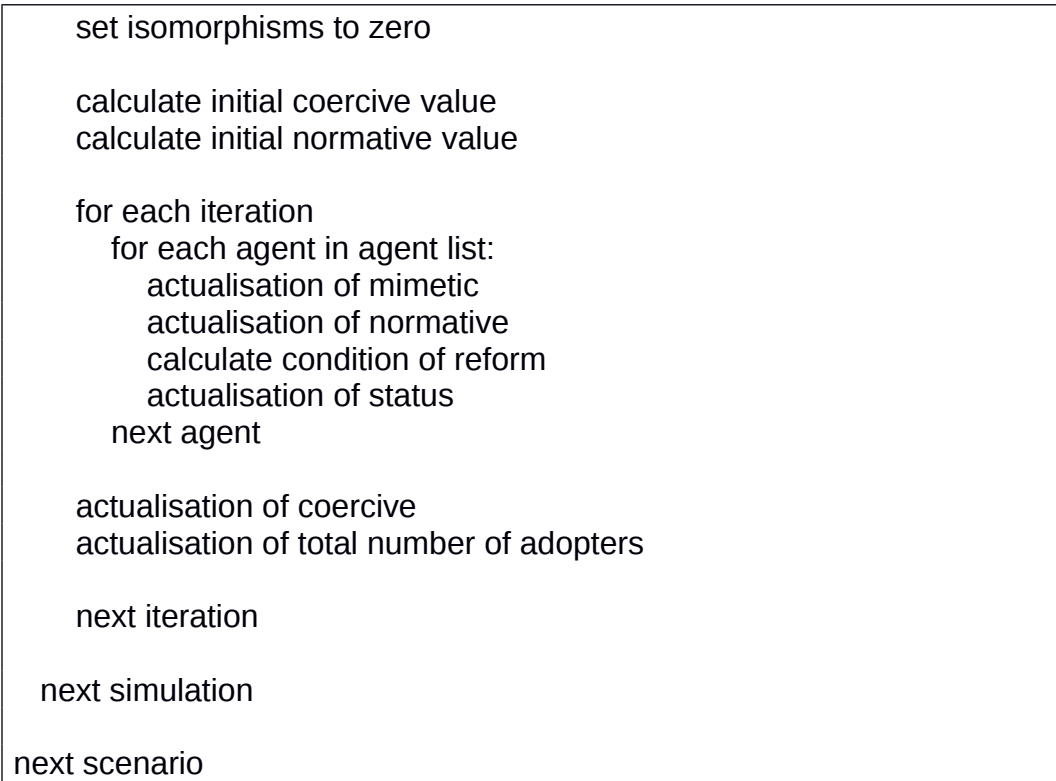 set isomorphisms to zero
calculate initial coercive value
calculate initial normative value
for each iteration
for each agent in agent list:
actualisation of mimetic
actualisation of normative
calculate condition of reform
actualisation of status
next agent
actualisation of coercive
actualisation of total number of adopters
next iteration
next simulation
next scenario